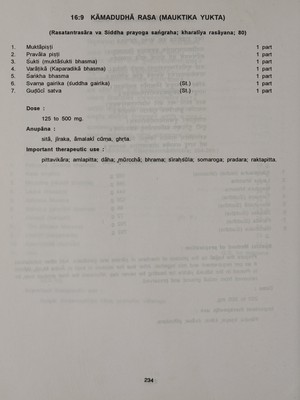 16:9 KĀMADUDHĀ RASA (MAUKTIKA YUKTA)
(Rasatantrasāra va Siddha prayoga saṅgraha; kharalīya rasāyana; 80)
1. Muktāpiṣṭi 1 part
2. Pravāla piṣṭi 1 part
3. Śukti (muktāśukti bhasma) 1 part
4. Varāṭikā (Kaparadikā bhasma) 1 part
5. Śaṅkha bhasma 1 part
6. Svarṇa gairika (śuddha gairika) (St.) 1 part
7. Guḍūcī satva (St.) 1 part
Dose :
125 to 500 mg.
Anupāna :
sitā, jīraka, āmalakī cūrṇa, ghṛta.
Important therapeutic use :
pittavikāra; amlapitta; dāha; mūrcchā; bhrama; śiraḥśūla; somaroga; pradara; raktapitta.
234